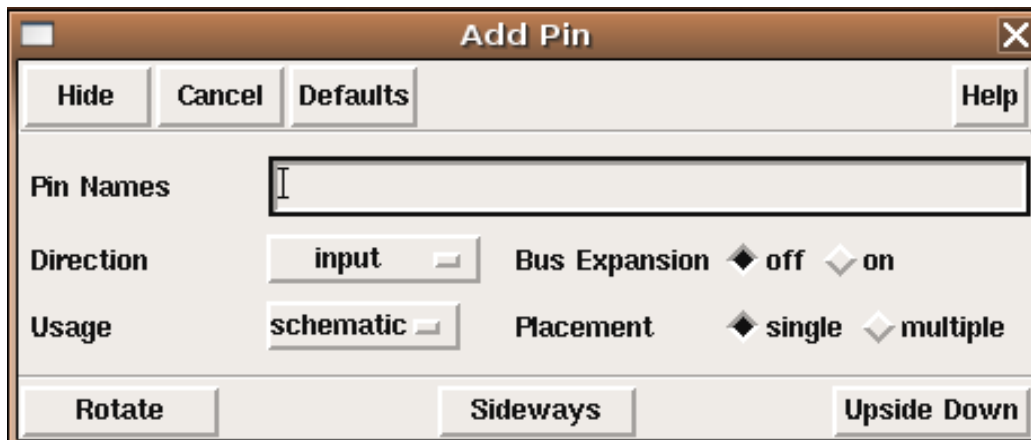 Add Pin
Hide Cancel Defaults Help
Pin Names
Direction input Bus Expansion off on
Usage schematic Placement single multiple
Rotate Sideways Upside Down